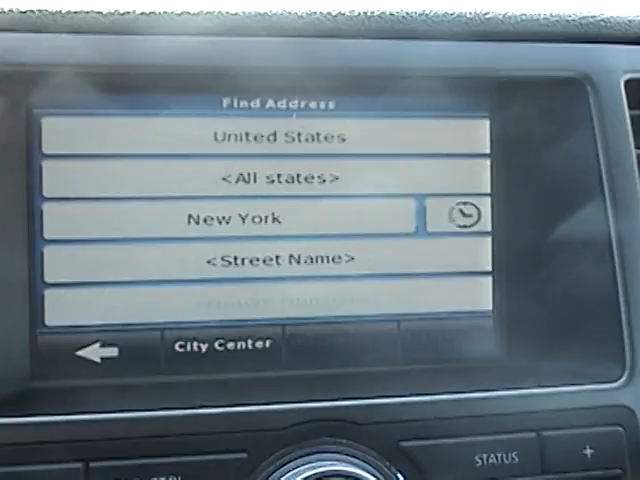 Find Address
United States
<All states>
New York
<Street Name>
City Center
STATUS
+